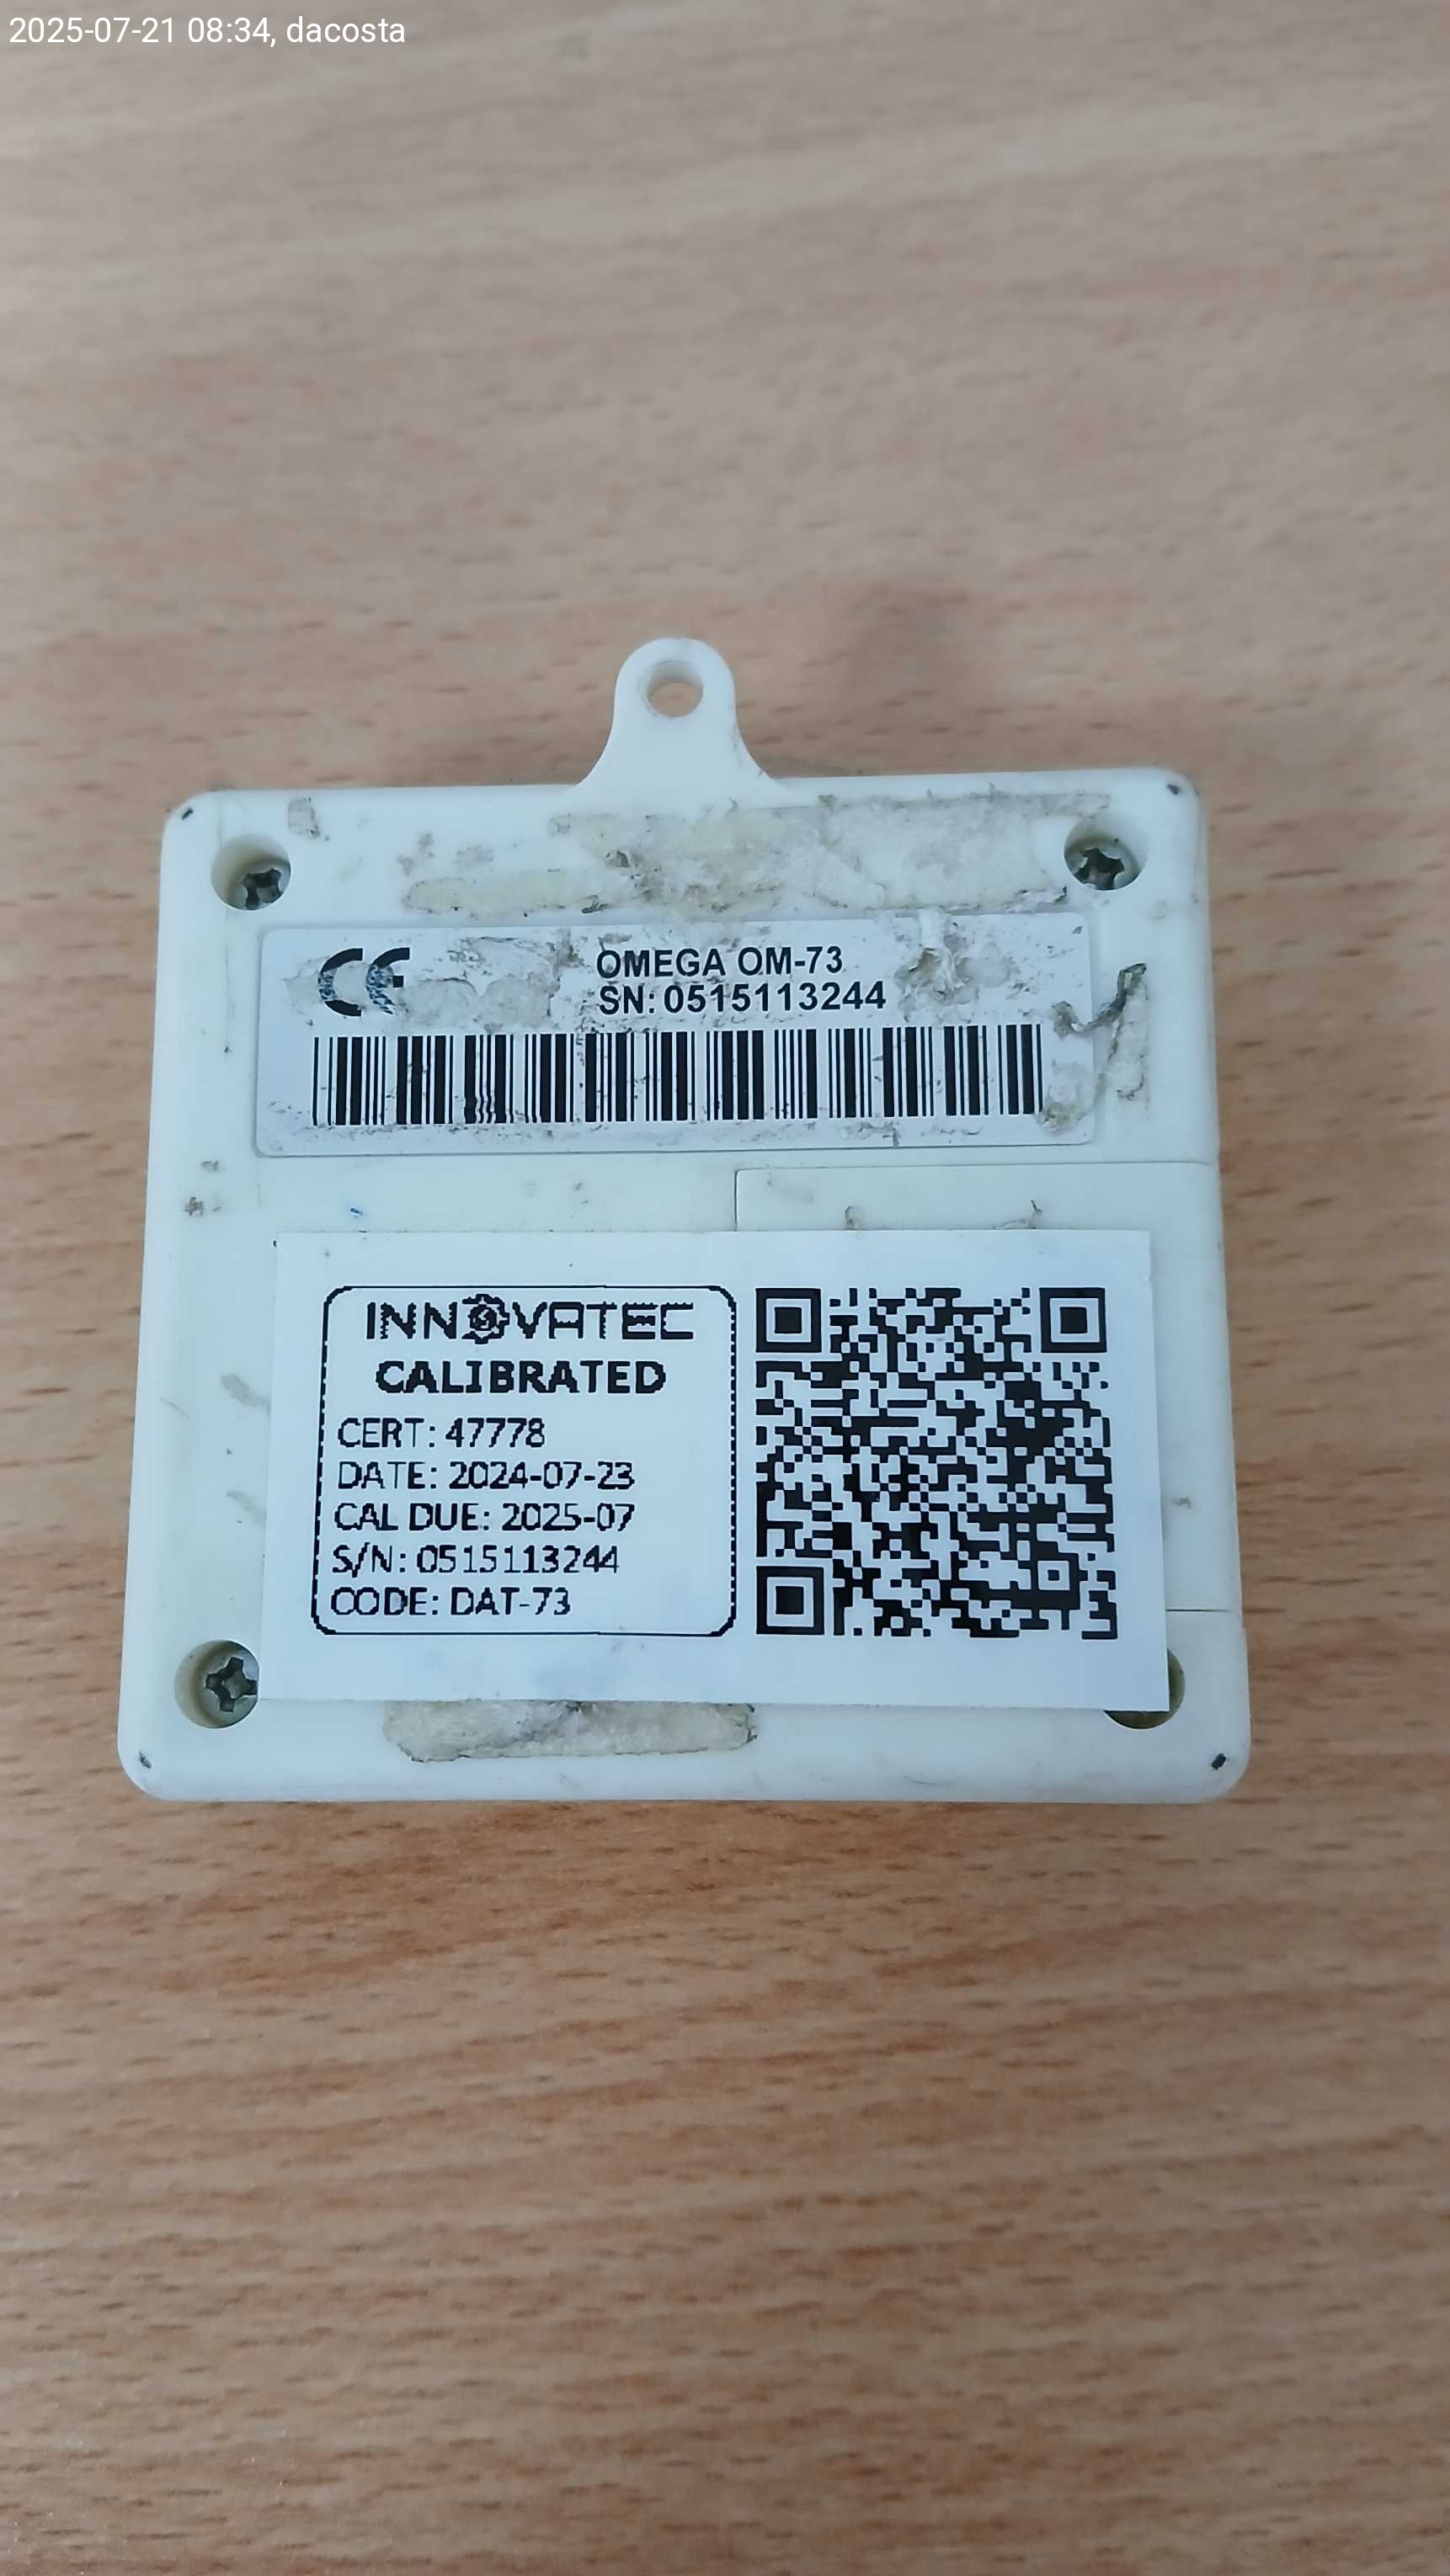 2025-07-21 08:34, dacosta
CE OMEGA OM-73
SN: 0515113244
INNOVATEC
CALIBRATED
CERT: 47778
DATE: 2024-07-23
CAL DUE: 2025-07
S/N: 0515113244
CODE: DAT-73